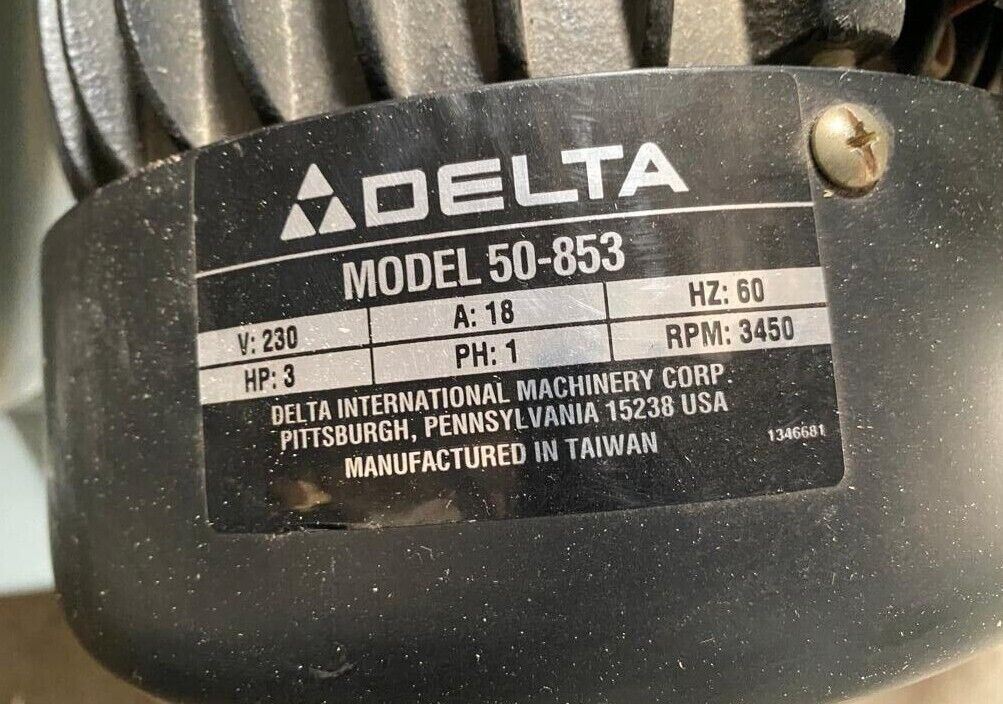 DELTA
MODEL 50-853
V: 230 A: 18 HZ: 60
HP: 3 PH: 1 RPM: 3450
DELTA INTERNATIONAL MACHINERY CORP.
PITTSBURGH, PENNSYLVANIA 15238 USA
MANUFACTURED IN TAIWAN 1346681